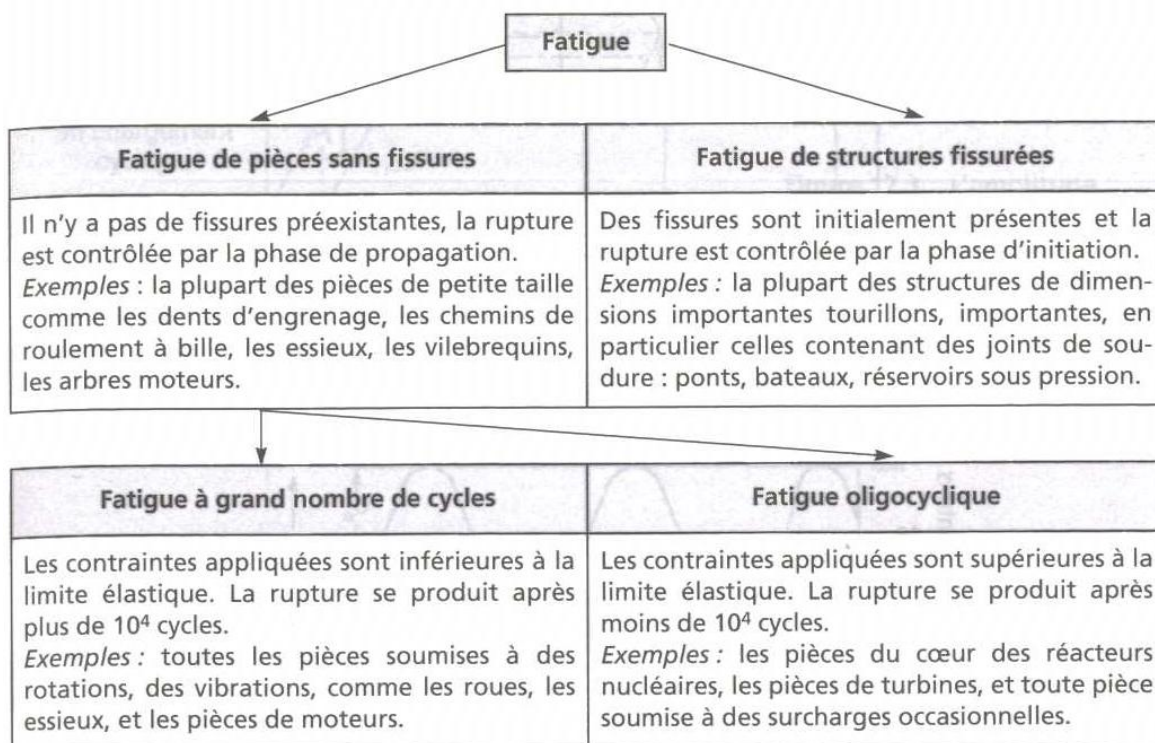 Fatigue
Fatigue de pièces sans fissures
Fatigue de structures fissurées
Il n'y a pas de fissures préexistantes, la rupture
est contrôlée par la phase de propagation.
Exemples : la plupart des pièces de petite taille
comme les dents d'engrenage, les chemins de
roulement à bille, les essieux, les vilebrequins,
les arbres moteurs.
Des fissures sont initialement présentes et la
rupture est contrôlée par la phase d'initiation.
Exemples : la plupart des structures de dimen-
sions importantes tourillons, importantes, en
particulier celles contenant des joints de sou-
dure : ponts, bateaux, réservoirs sous pression.
Fatigue à grand nombre de cycles
Fatigue oligocyclique
Les contraintes appliquées sont inférieures à la
limite élastique. La rupture se produit après
plus de 10⁴ cycles.
Exemples : toutes les pièces soumises à des
rotations, des vibrations, comme les roues, les
essieux, et les pièces de moteurs.
Les contraintes appliquées sont supérieures à la
limite élastique. La rupture se produit après
moins de 10⁴ cycles.
Exemples : les pièces du cœur des réacteurs
nucléaires, les pièces de turbines, et toute pièce
soumise à des surcharges occasionnelles.